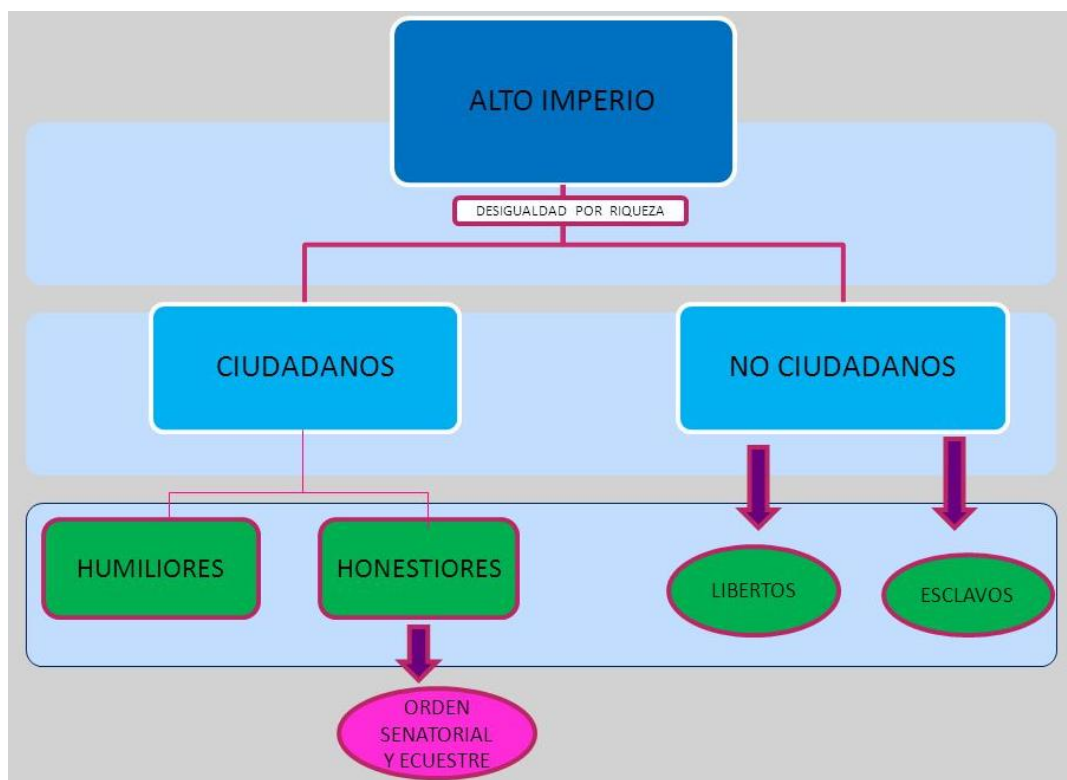 ALTO IMPERIO
DESIGUALDAD POR RIQUEZA
CIUDADANOS
NO CIUDADANOS
HUMILIORES
HONESTIORES
LIBERTOS
ESCLAVOS
ORDEN
SENATORIAL
Y ECUESTRE